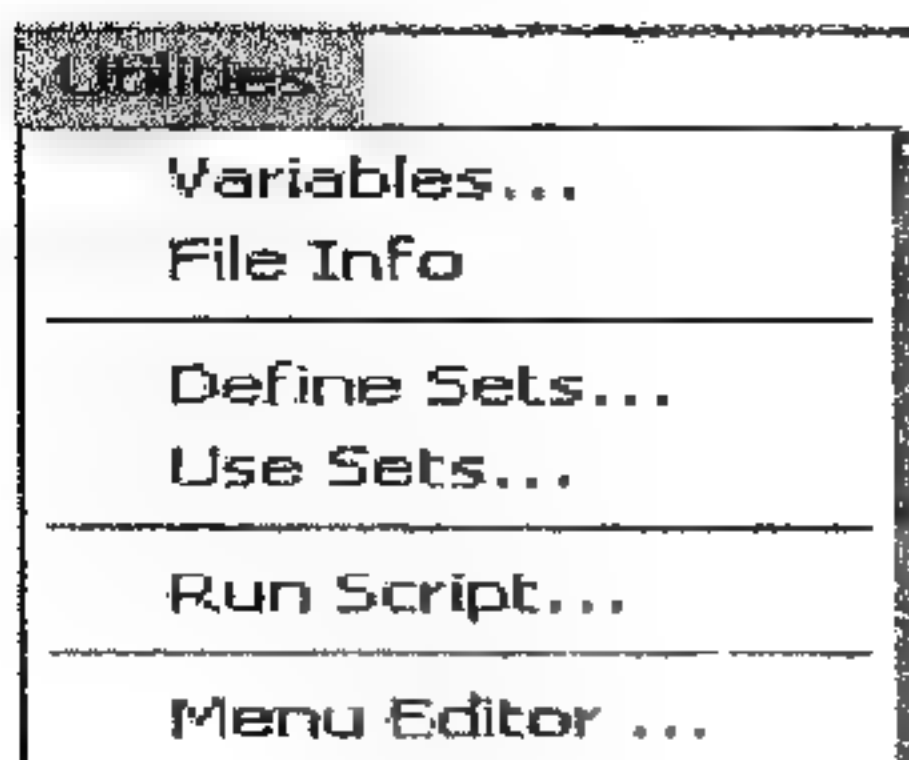 Utilities
Variables...
File Info
Define Sets...
Use Sets...
Run Script...
Menu Editor ...